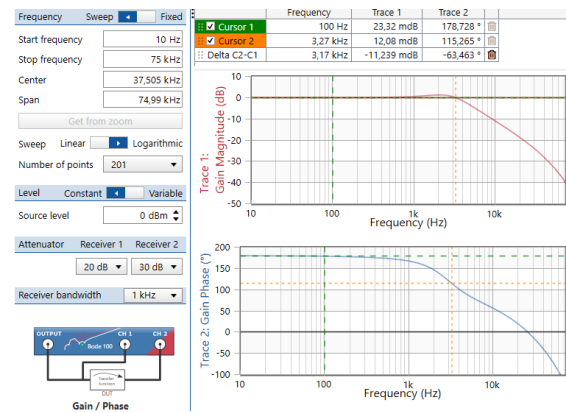 Frequency Sweep Fixed
Start frequency 10 Hz
Stop frequency 75 kHz
Center 37,505 kHz
Span 74,99 kHz
Get from zoom
Sweep Linear Logarithmic
Number of points 201
Level Constant Variable
Source level 0 dBm
Attenuator Receiver 1 Receiver 2
20 dB 30 dB
Receiver bandwidth 1 kHz
OUTPUT CH 1 CH 2
Bode 100
transfer
function
DUT
Gain / Phase
Frequency Trace 1 Trace 2
Cursor 1 100 Hz 23,32 mdB 178,728 °
Cursor 2 3,27 kHz 12,08 mdB 115,265 °
Delta C2-C1 3,17 kHz -11,239 mdB -63,463 °
Trace 1:
Gain Magnitude (dB)
10
0
-10
-20
-30
-40
-50
10 100 1k 10k
Frequency (Hz)
Trace 2: Gain Phase (°)
200
150
100
50
0
-50
-100
10 100 1k 10k
Frequency (Hz)